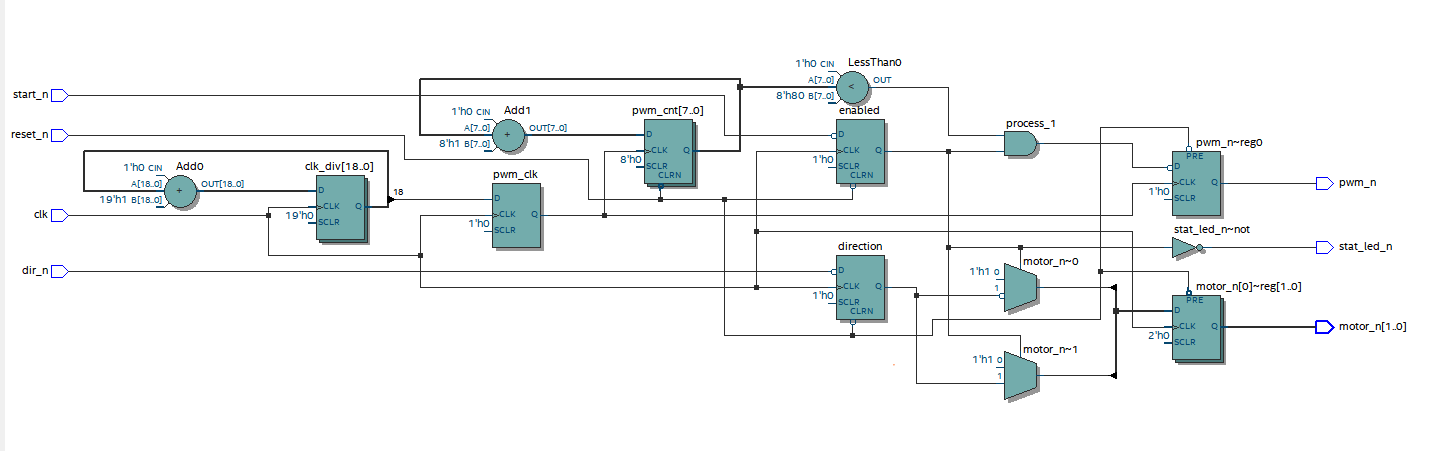 start_n
reset_n
clk
dir_n
Add0
1'h0 CIN
A[18..0]
OUT[18..0]
19'h1 B[18..0]
+
clk_div[18..0]
D
CLK
Q
19'h0
SCLR
18
Add1
1'h0 CIN
A[7..0]
OUT[7..0]
8'h1 B[7..0]
+
pwm_clk
D
CLK
Q
1'h0
SCLR
pwm_cnt[7..0]
D
CLK
Q
8'h0
SCLR
CLRN
LessThan0
1'h0 CIN
A[7..0]
OUT
8'h80 B[7..0]
<
enabled
D
CLK
Q
1'h0
SCLR
CLRN
direction
D
CLK
Q
1'h0
SCLR
CLRN
process_1
motor_n~0
1'h1 0
1
motor_n~1
1'h1 0
1
pwm_n~reg0
PRE
D
CLK
Q
1'h0
SCLR
stat_led_n~not
motor_n[0]~reg[1..0]
PRE
D
CLK
Q
2'h0
SCLR
pwm_n
stat_led_n
motor_n[1..0]